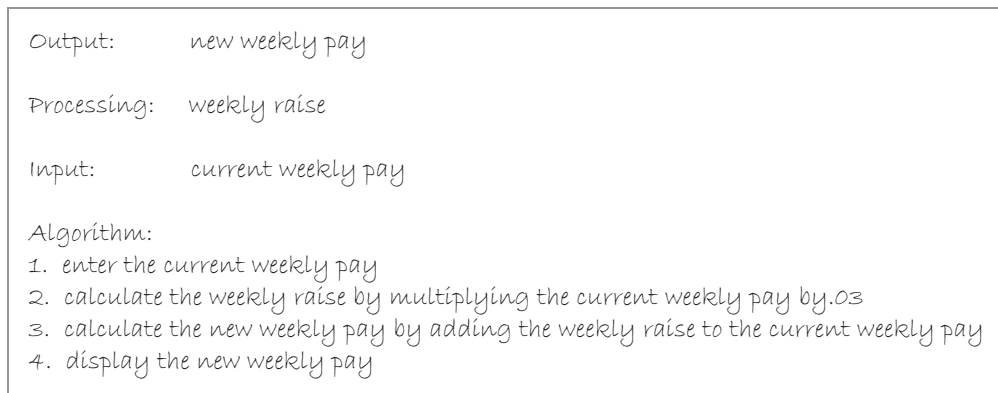 Output: new weekly pay
Processing: weekly raise
Input: current weekly pay
Algorithm:
1. enter the current weekly pay
2. calculate the weekly raise by multiplying the current weekly pay by.03
3. calculate the new weekly pay by adding the weekly raise to the current weekly pay
4. display the new weekly pay